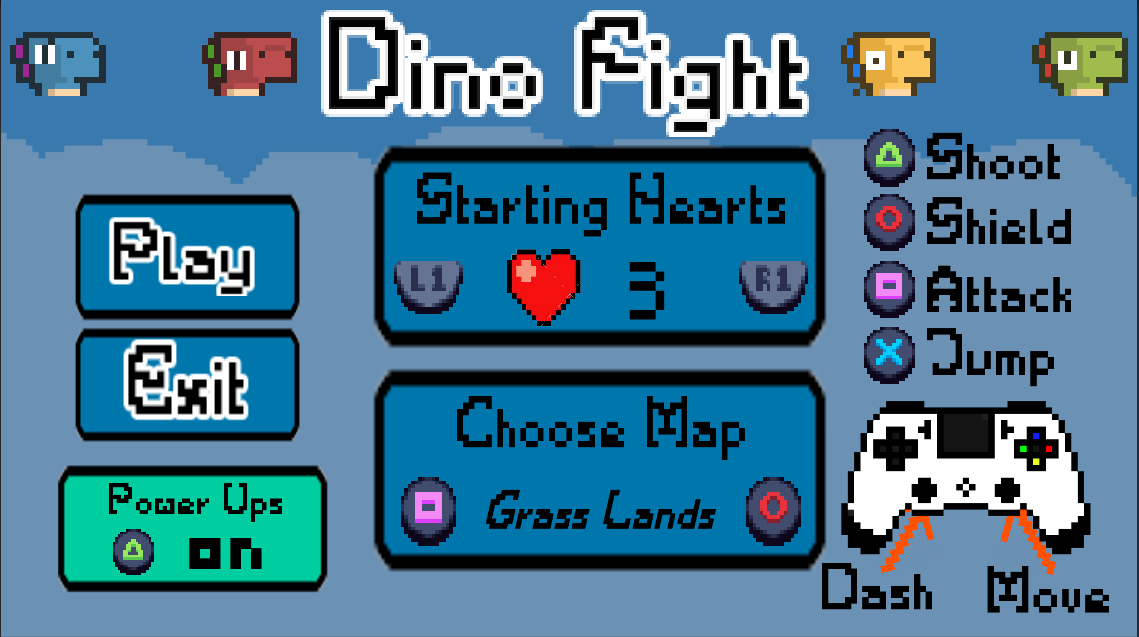 Dino Fight
Play
Exit
Power Ups
on
Starting Hearts
L1
3
R1
Choose Map
Grass Lands
Shoot
Shield
Attack
Jump
Dash
Move